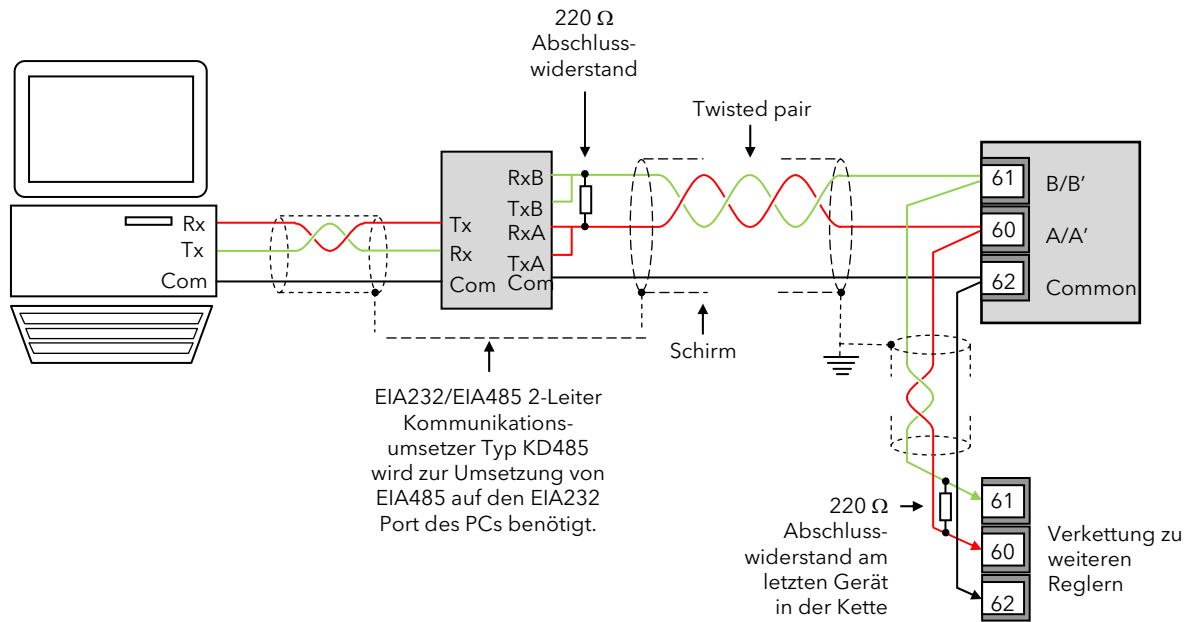 220 Ω
Abschluss-
widerstand
Twisted pair
Rx
Tx
Com
Tx
Rx
Com
RxB
TxB
RxA
TxA
Com
61
B/B'
60
A/A'
62
Common
Schirm
EIA232/EIA485 2-Leiter
Kommunikations-
umsetzer Typ KD485
wird zur Umsetzung von
EIA485 auf den EIA232
Port des PCs benötigt.
220 Ω
Abschluss-
widerstand am
letzten Gerät
in der Kette
61
60
62
Verkettung zu
weiteren
Reglern